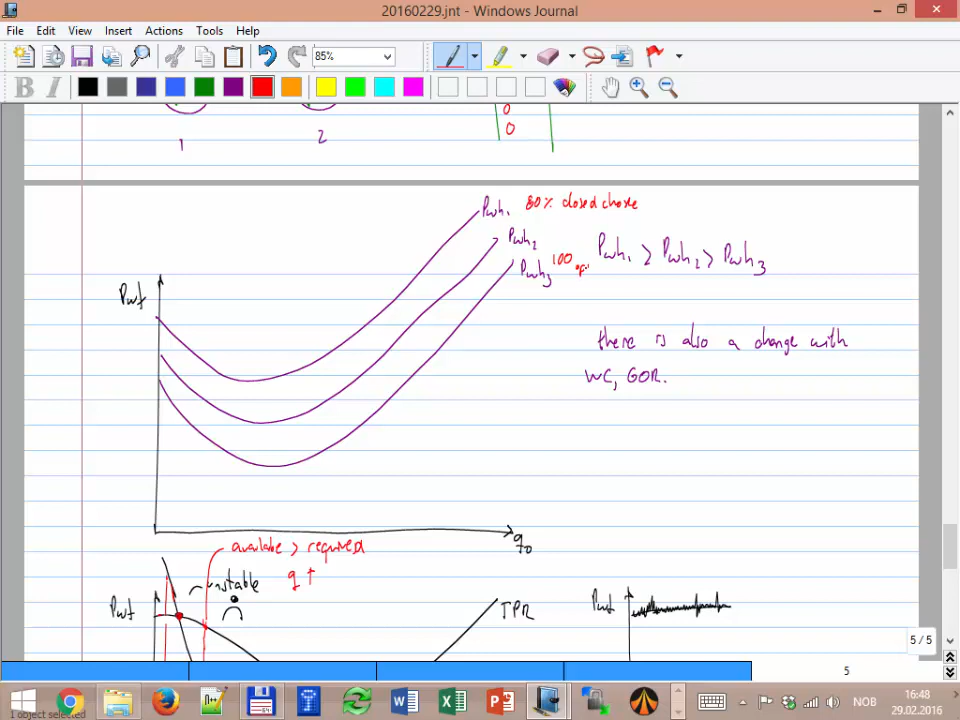 20160229.jnt - Windows Journal
File Edit View Insert Actions Tools Help
85%
B I
1
2
0
0
Pwh1 80% closed choke
Pwh2
Pwh3 100
Pwh1 > Pwh2 > Pwh3
Pwf
there is also a change with
WC, GOR.
qo
available > required
q ↑
unstable
Pwf
TPR
Pwf
5 / 5
5
NOB
16:48
29.02.2016
1 object selected